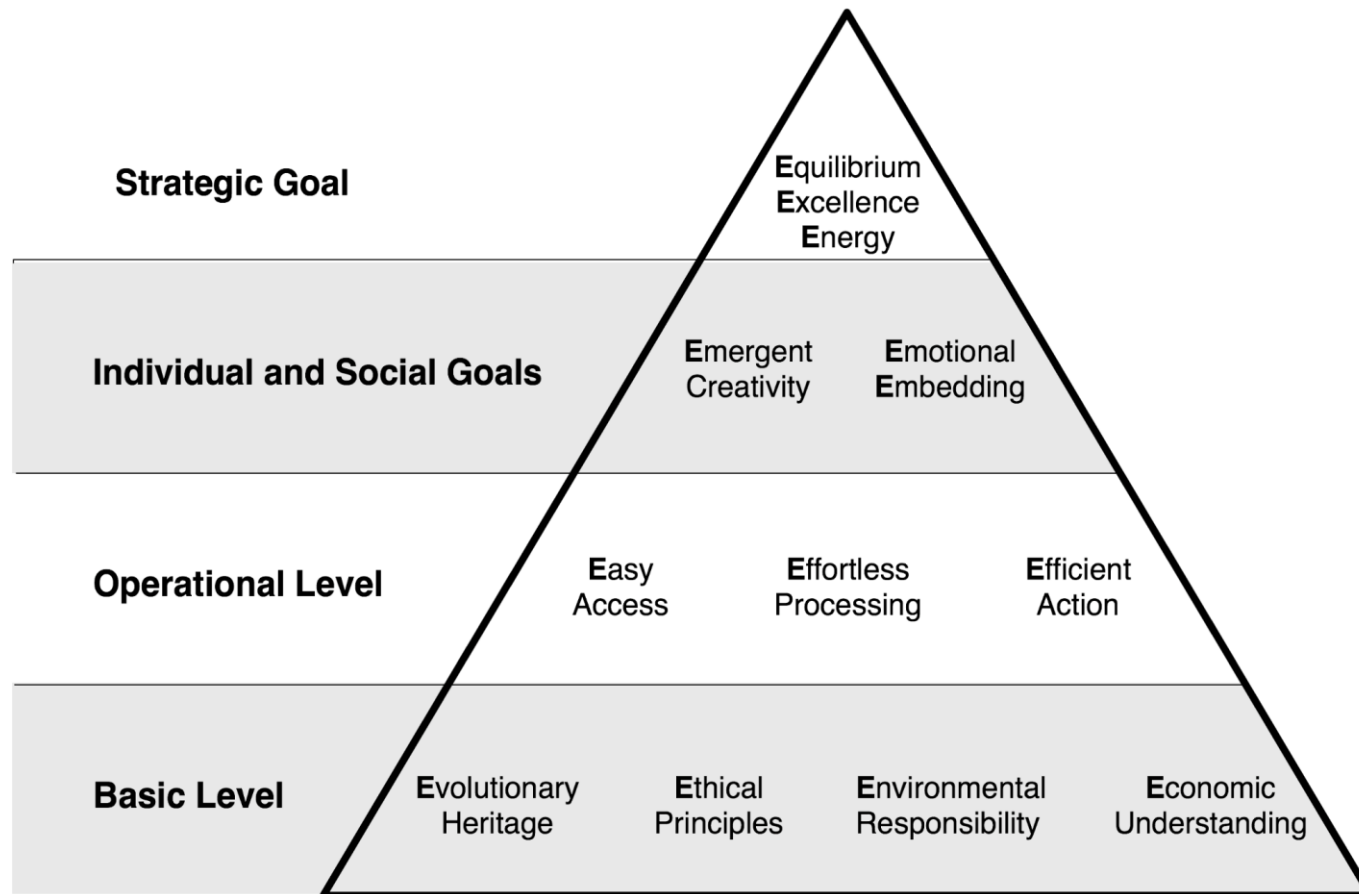 Strategic Goal
Equilibrium
Excellence
Energy
Individual and Social Goals
Emergent
Creativity
Emotional
Embedding
Operational Level
Easy
Access
Effortless
Processing
Efficient
Action
Basic Level
Evolutionary
Heritage
Ethical
Principles
Environmental
Responsibility
Economic
Understanding